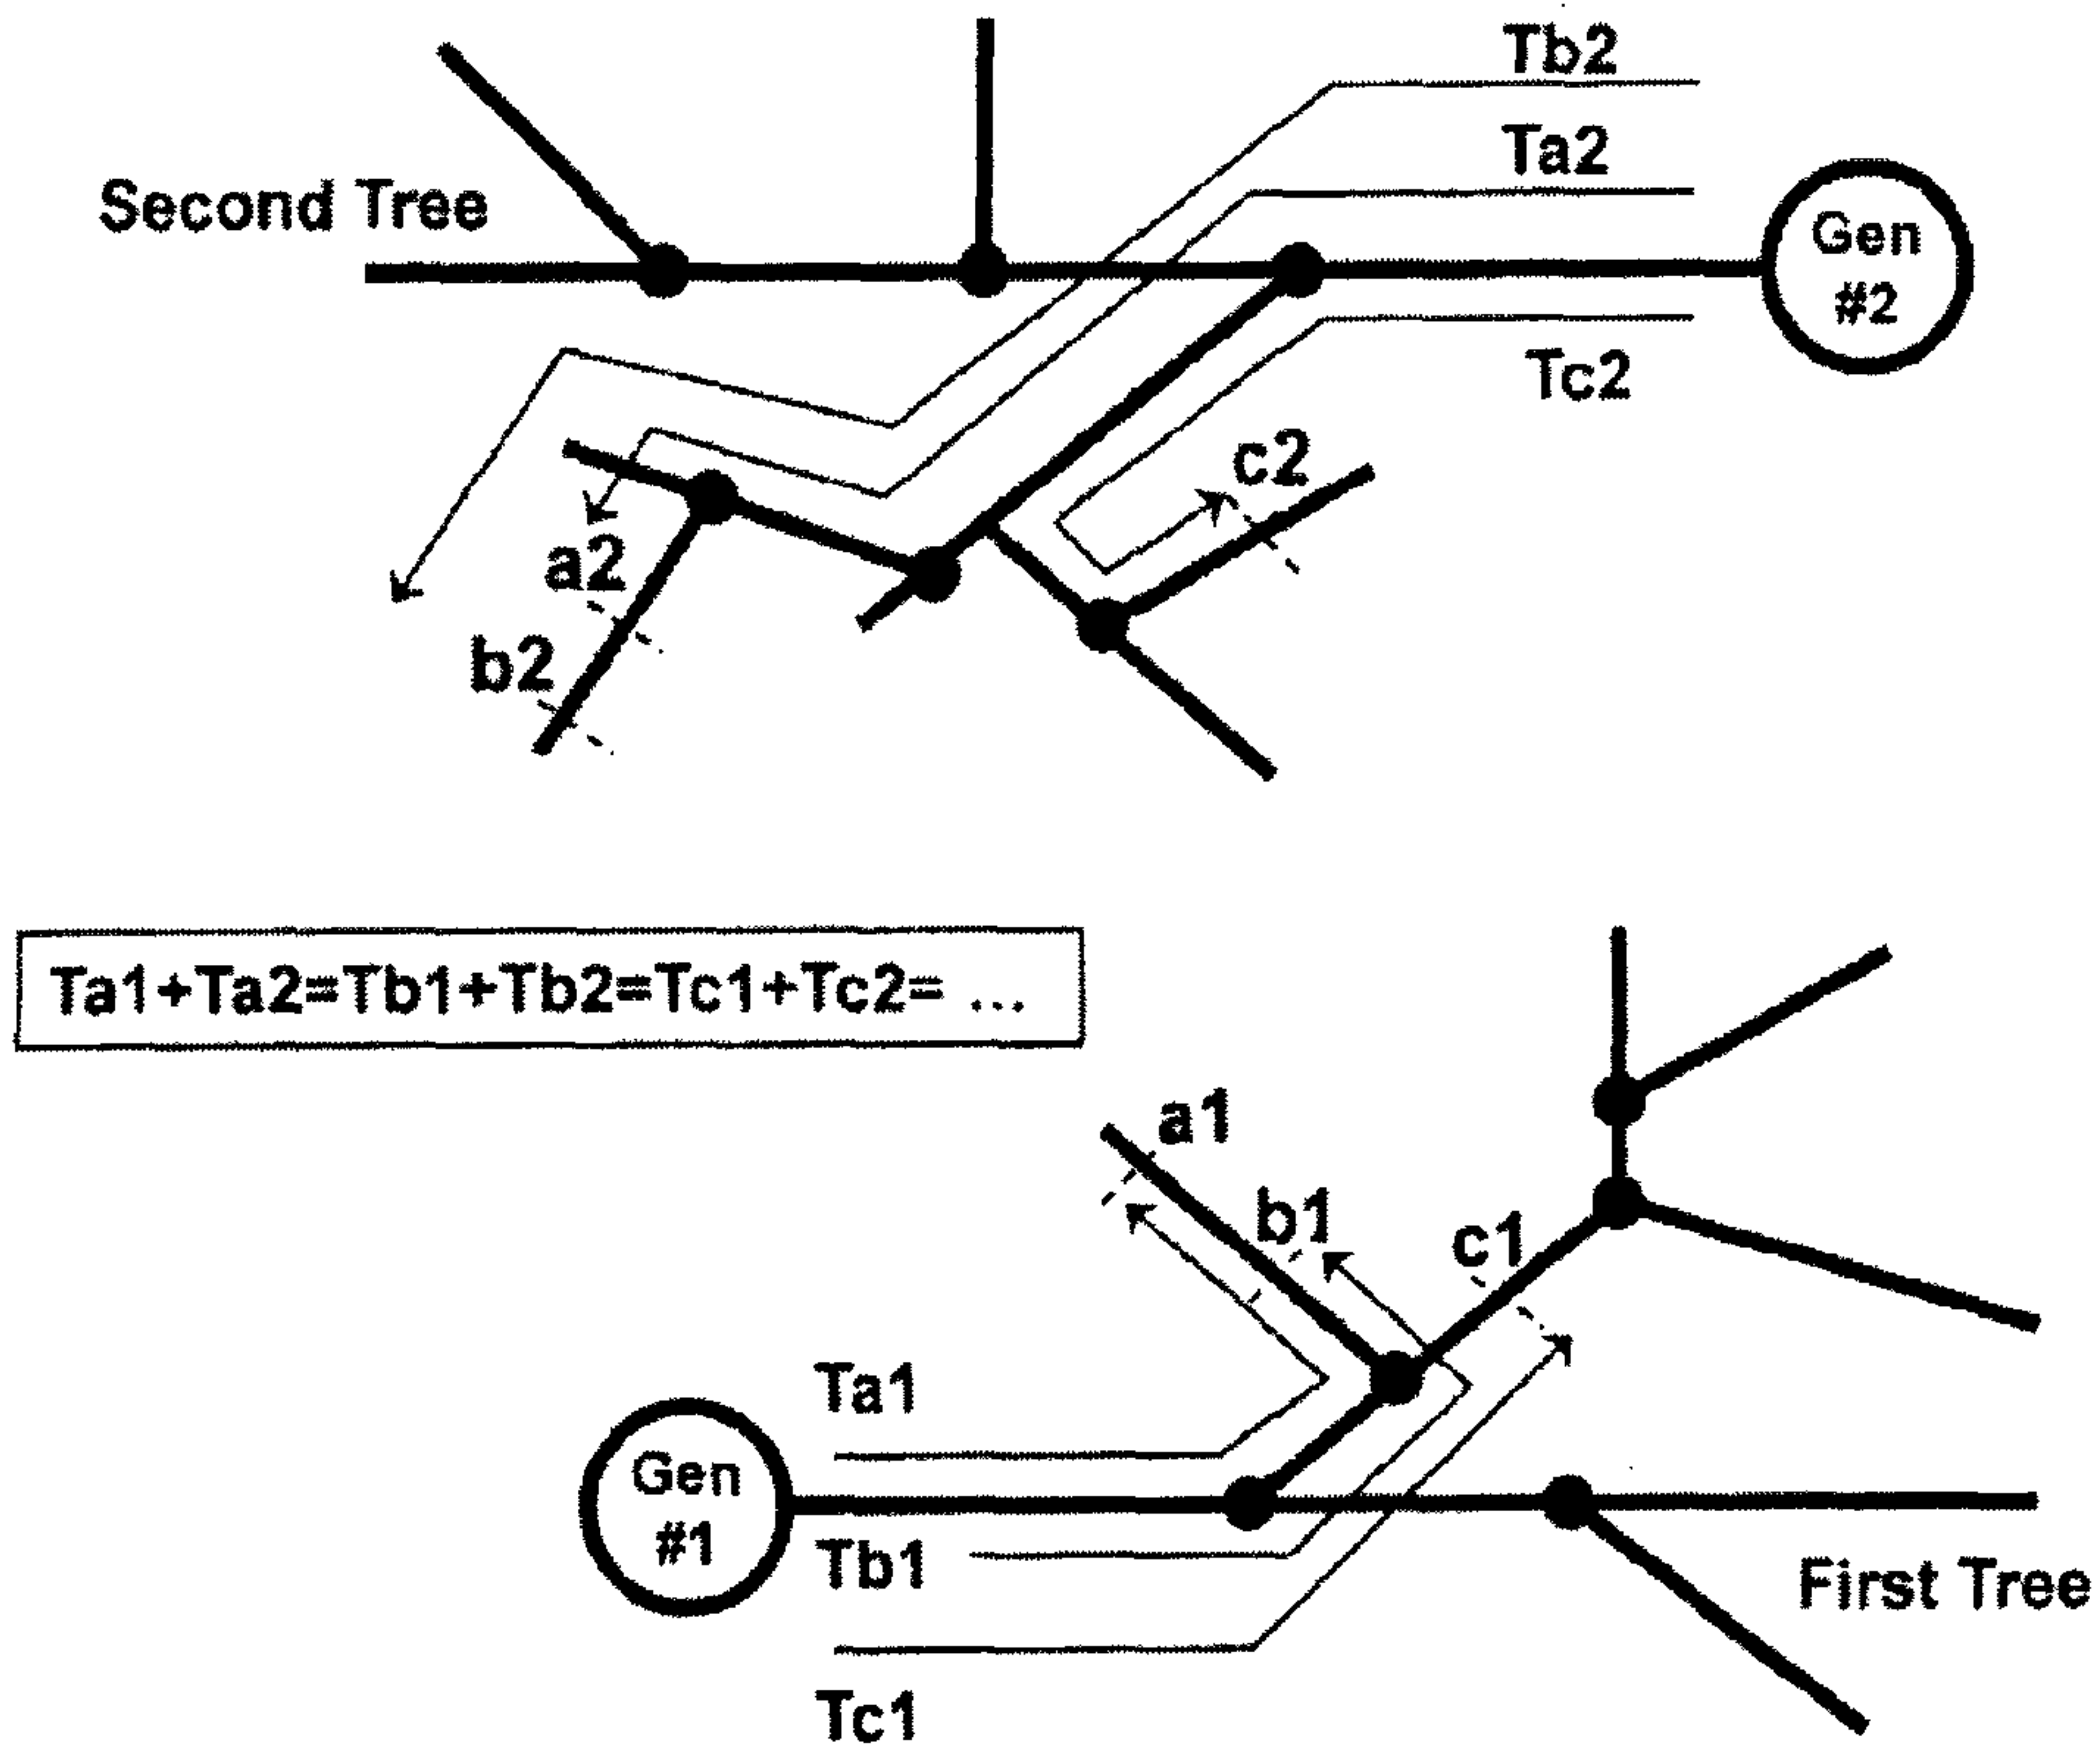 Tb2
Ta2
Second Tree
Gen
#2
Tc2
c2
a2
b2
Ta1+Ta2=Tb1+Tb2=Tc1+Tc2= ...
a1
b1
c1
Ta1
Gen
#1
Tb1
First Tree
Tc1